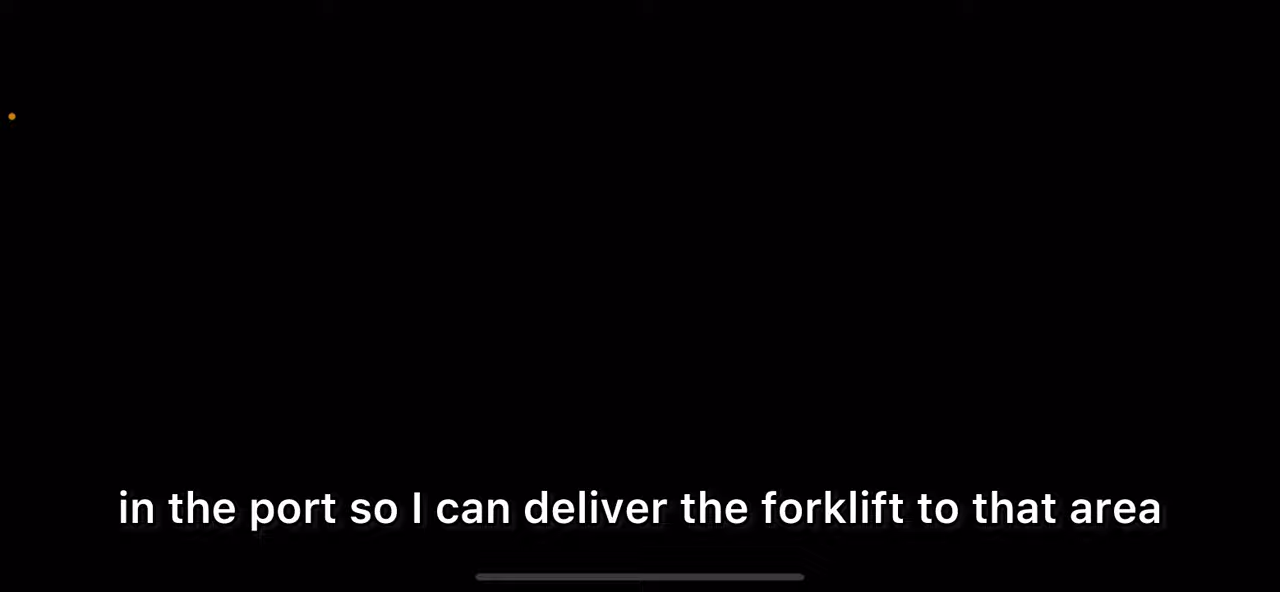 in the port so I can deliver the forklift to that area